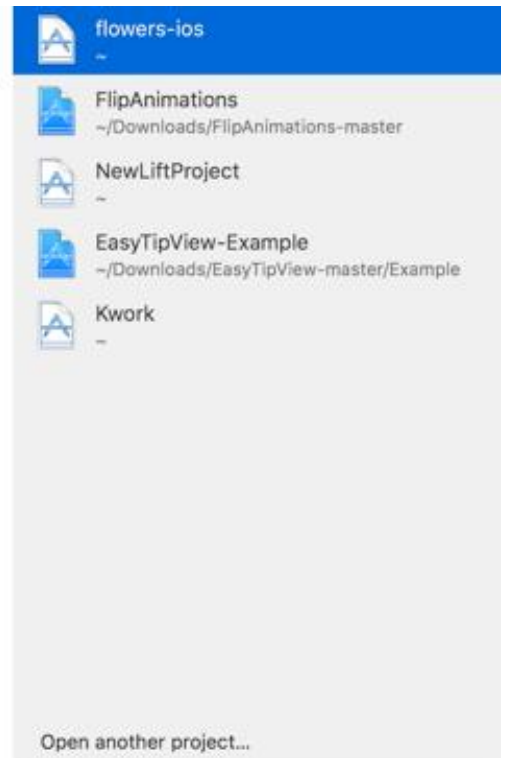 flowers-ios
~
FlipAnimations
~/Downloads/FlipAnimations-master
NewLiftProject
~
EasyTipView-Example
~/Downloads/EasyTipView-master/Example
Kwork
~
Open another project...